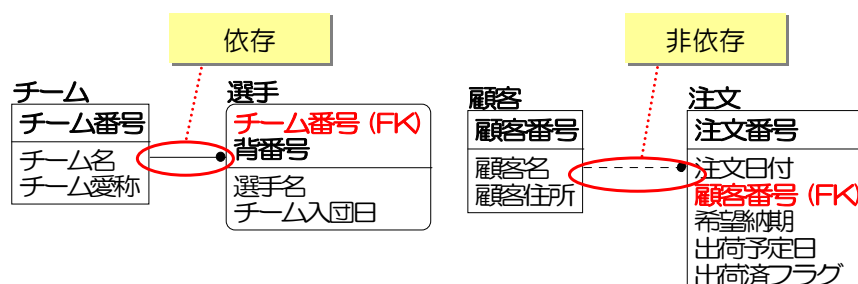 依存
チーム
チーム番号
チーム名
チーム愛称
選手
チーム番号 (FK)
背番号
選手名
チーム入団日
非依存
顧客
顧客番号
顧客名
顧客住所
注文
注文番号
注文日付
顧客番号 (FK)
希望納期
出荷予定日
出荷済フラグ